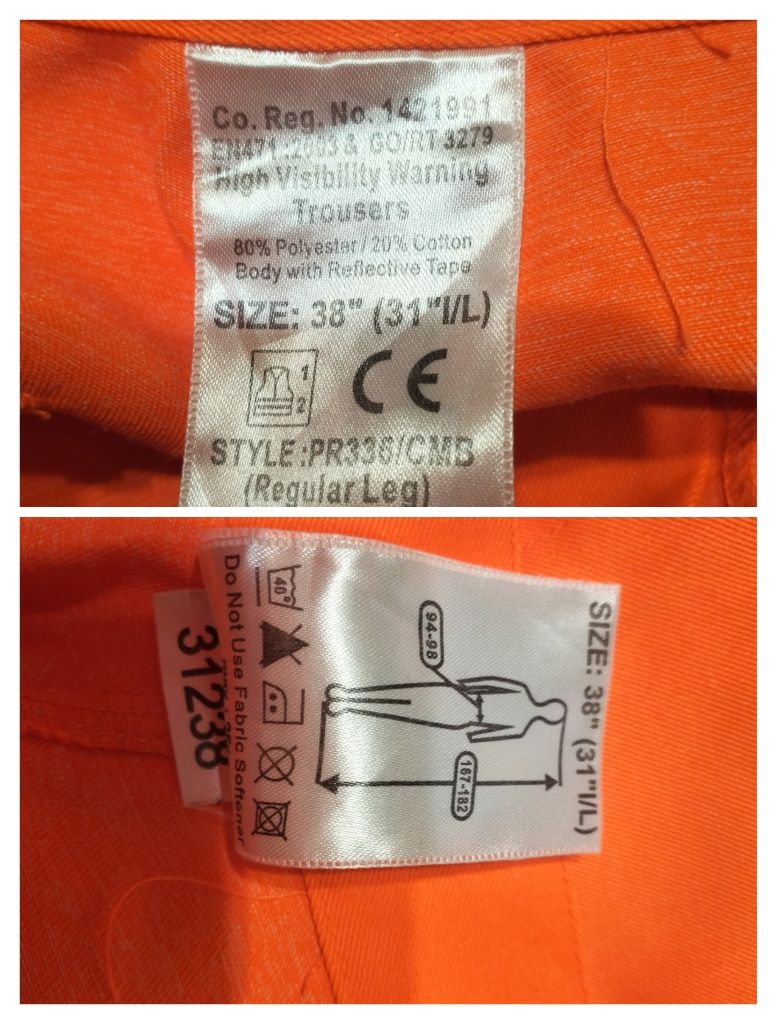 Co. Reg. No. 1421991
EN471:2003 & GO/RT 3279
High Visibility Warning
Trousers
80% Polyester / 20% Cotton
Body with Reflective Tape
SIZE: 38" (31"I/L)
1
2
CE
STYLE:PR336/CMB
(Regular Leg)
SIZE: 38" (31"I/L)
94-98
167-182
40°
Do Not Use Fabric Softener
31238